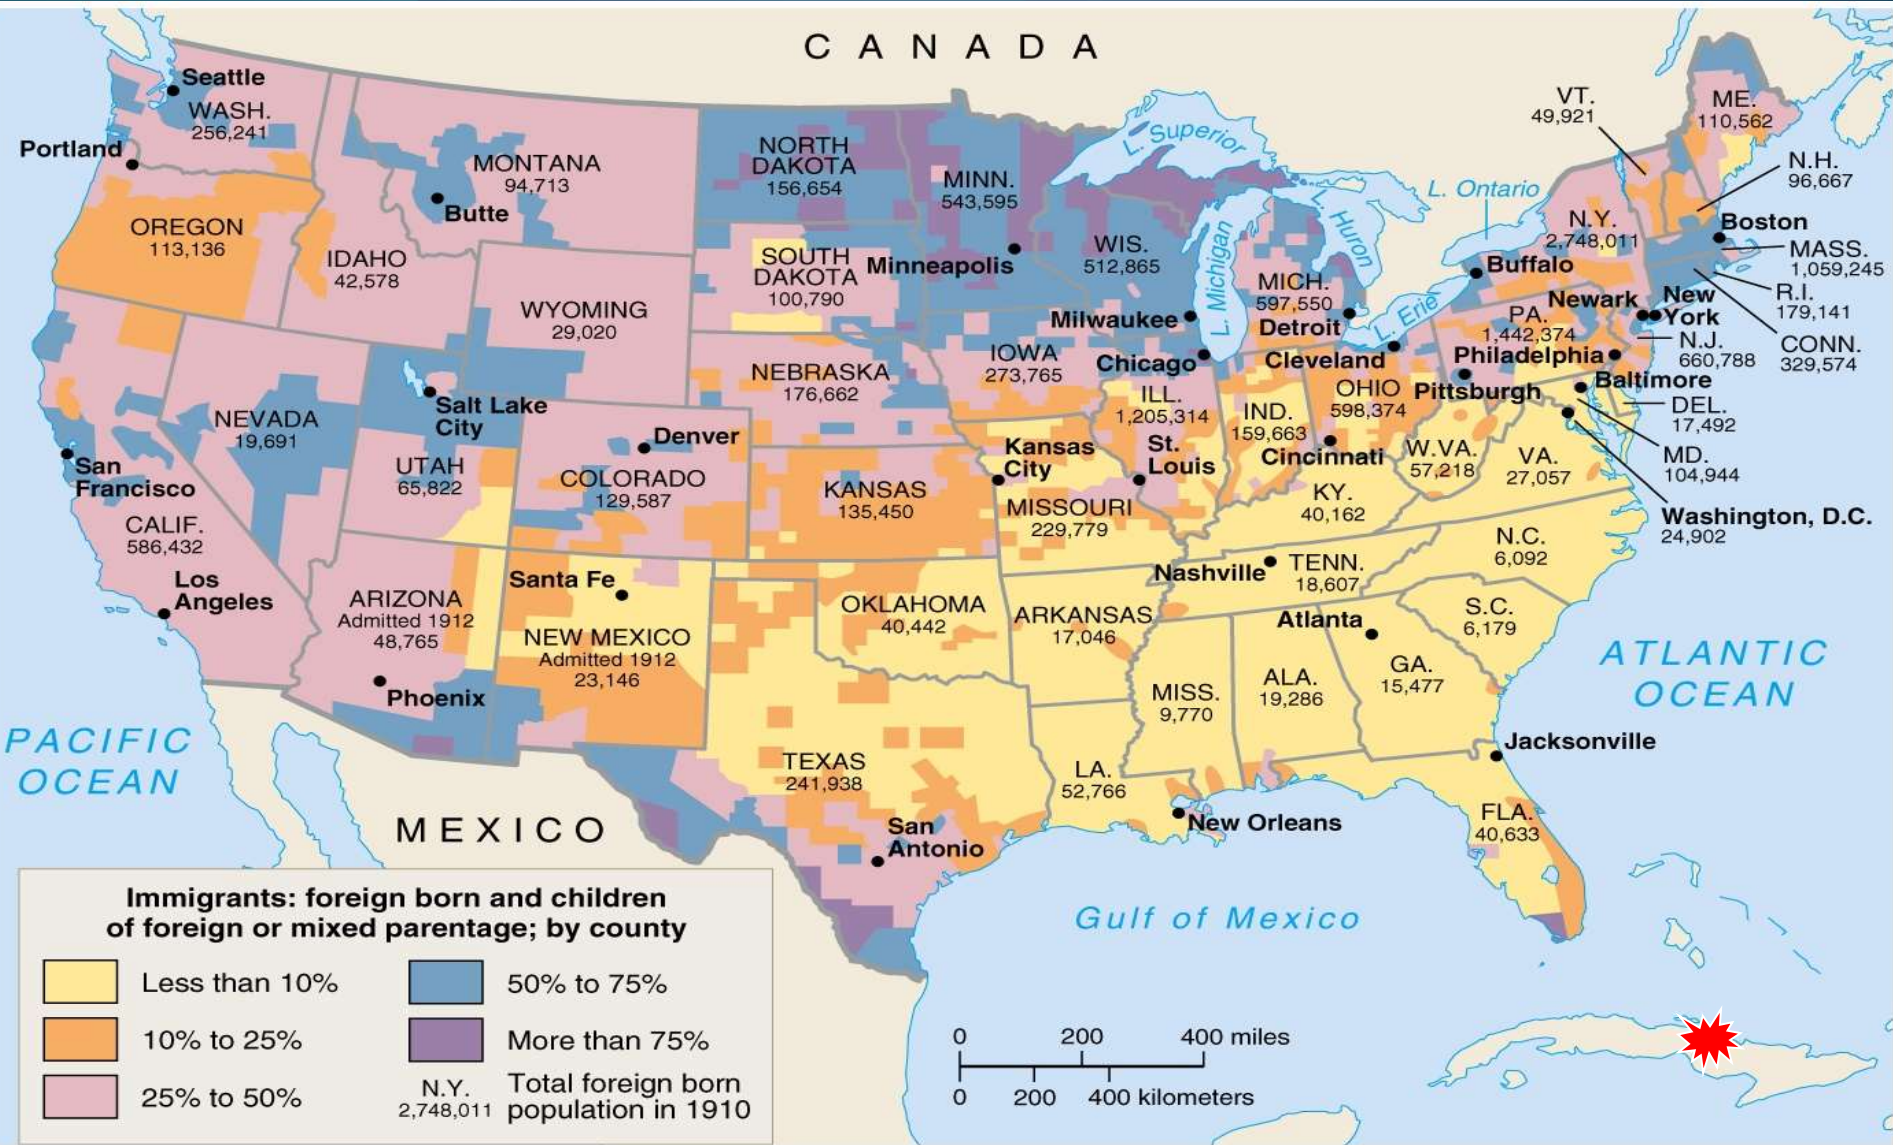 CANADA
Seattle
WASH.
256,241
Portland
MONTANA
94,713
Butte
OREGON
113,136
IDAHO
42,578
WYOMING
29,020
NORTH
DAKOTA
156,654
SOUTH
DAKOTA
100,790
MINN.
543,595
Minneapolis
WIS.
512,865
Milwaukee
L. Superior
L. Michigan
L. Huron
L. Ontario
L. Erie
MICH.
597,550
Detroit
VT.
49,921
ME.
110,562
N.H.
96,667
Boston
MASS.
1,059,245
R.I.
179,141
CONN.
329,574
N.Y.
2,748,011
Buffalo
Newark
New
York
N.J.
660,788
PA.
1,442,374
Philadelphia
Pittsburgh
Baltimore
DEL.
17,492
MD.
104,944
Washington, D.C.
24,902
Cleveland
OHIO
598,374
Cincinnati
IND.
159,663
Chicago
ILL.
1,205,314
IOWA
273,765
NEBRASKA
176,662
NEVADA
19,691
Salt Lake
City
UTAH
65,822
Denver
COLORADO
129,587
KANSAS
135,450
Kansas
City
St.
Louis
MISSOURI
229,779
KY.
40,162
W.VA.
57,218
VA.
27,057
N.C.
6,092
Nashville
TENN.
18,607
S.C.
6,179
Atlanta
GA.
15,477
ALA.
19,286
MISS.
9,770
ARKANSAS
17,046
OKLAHOMA
40,442
Santa Fe
NEW MEXICO
Admitted 1912
23,146
ARIZONA
Admitted 1912
48,765
Phoenix
San
Francisco
CALIF.
586,432
Los
Angeles
TEXAS
241,938
San
Antonio
LA.
52,766
New Orleans
Jacksonville
FLA.
40,633
ATLANTIC
OCEAN
PACIFIC
OCEAN
MEXICO
Gulf of Mexico
Immigrants: foreign born and children
of foreign or mixed parentage; by county
Less than 10%
10% to 25%
25% to 50%
50% to 75%
More than 75%
N.Y.
2,748,011
Total foreign born
population in 1910
0 200 400 miles
0 200 400 kilometers